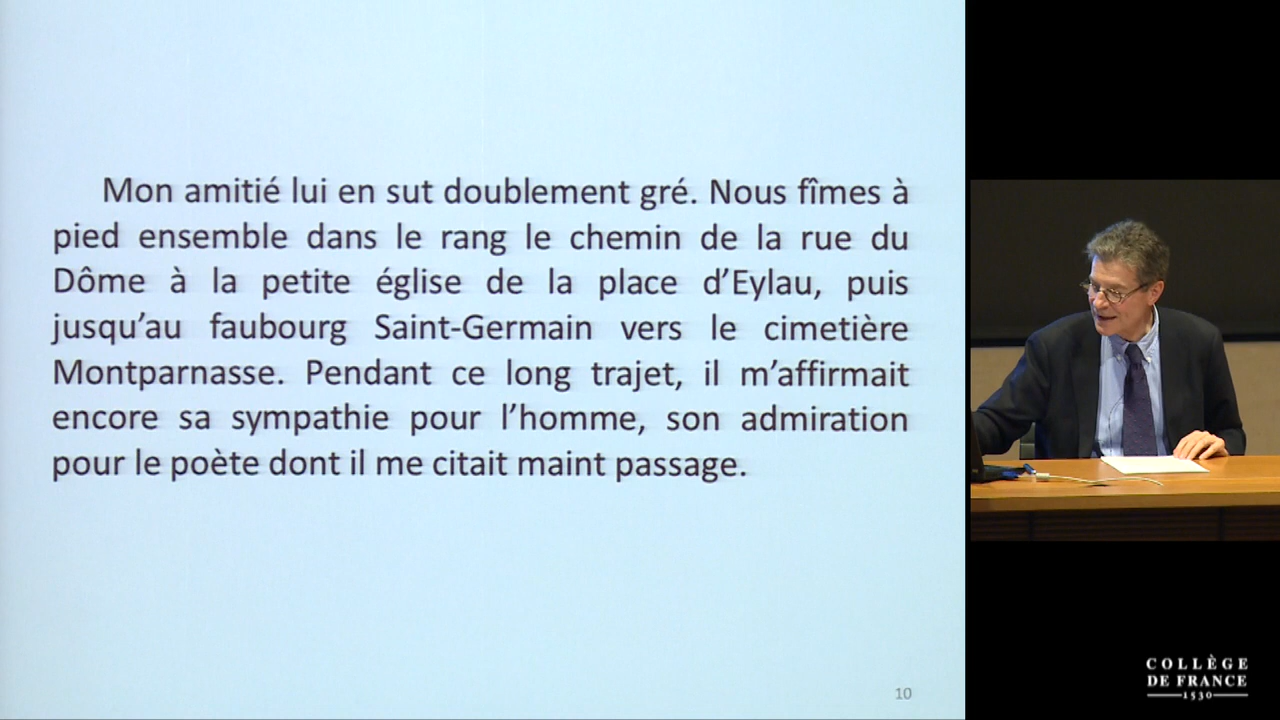 Mon amitié lui en sut doublement gré. Nous fîmes à
pied ensemble dans le rang le chemin de la rue du
Dôme à la petite église de la place d’Eylau, puis
jusqu’au faubourg Saint-Germain vers le cimetière
Montparnasse. Pendant ce long trajet, il m’affirmait
encore sa sympathie pour l’homme, son admiration
pour le poète dont il me citait maint passage.
10
COLLÈGE
DE FRANCE
1530